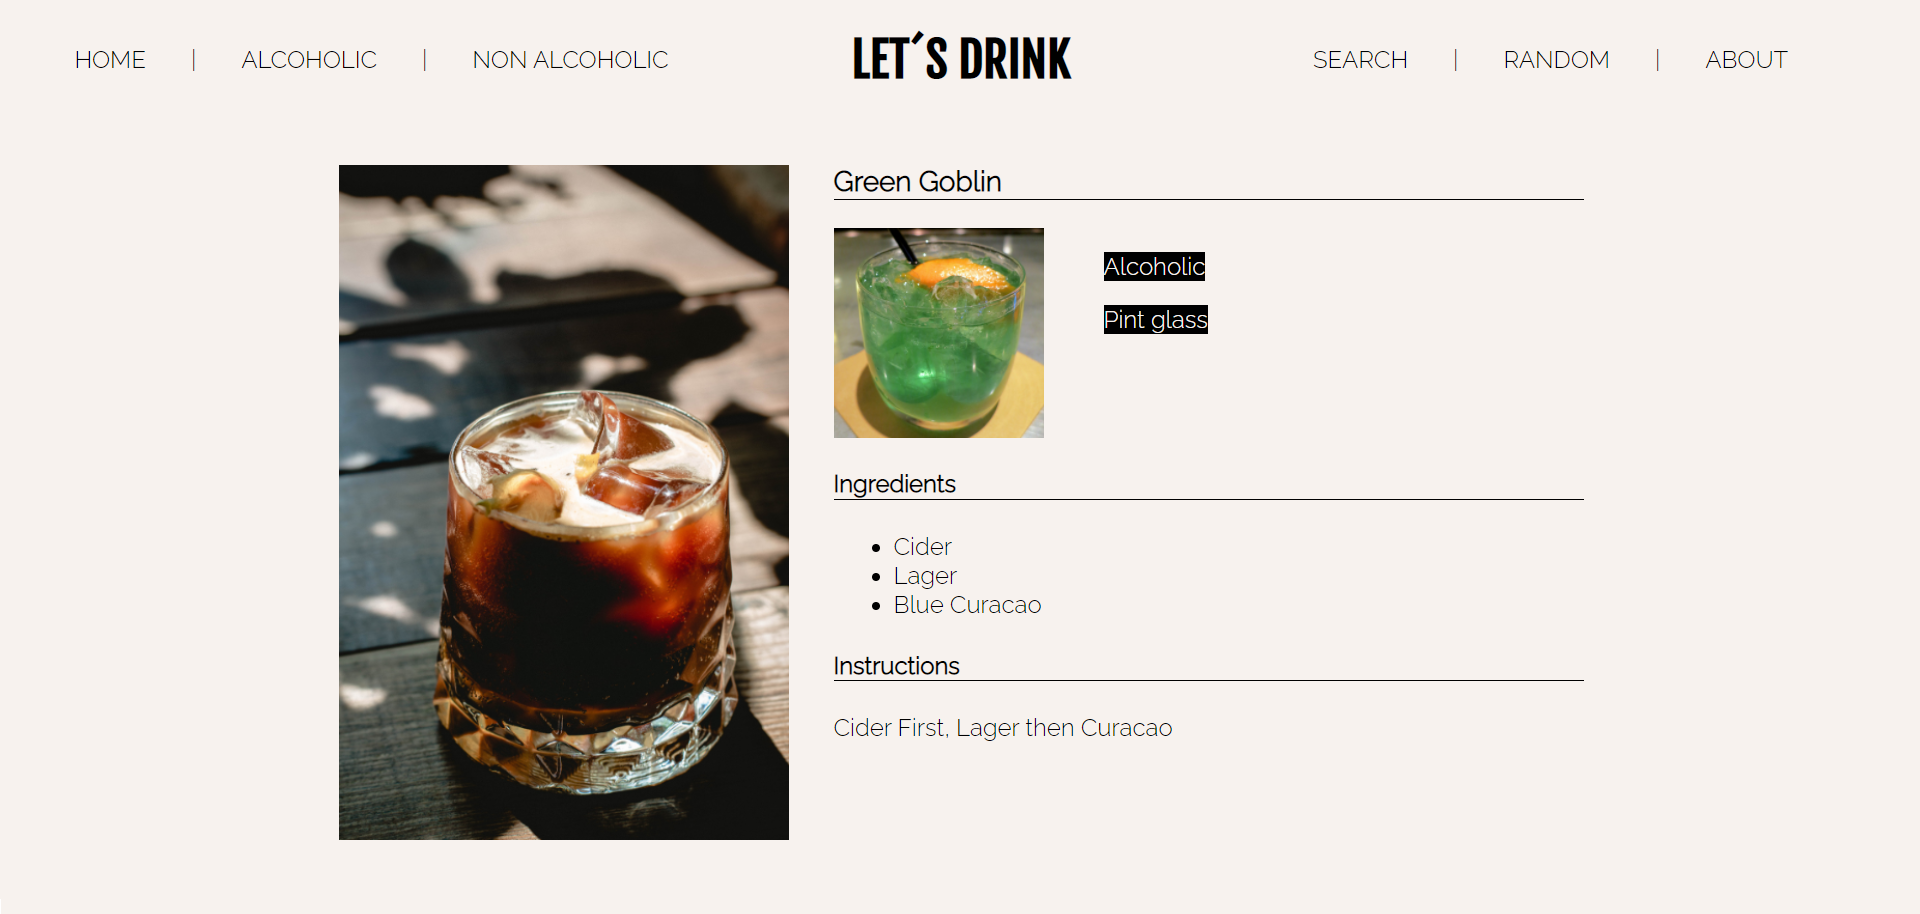 HOME | ALCOHOLIC | NON ALCOHOLIC LET´S DRINK SEARCH | RANDOM | ABOUT
Green Goblin
Alcoholic
Pint glass
Ingredients
• Cider
• Lager
• Blue Curacao
Instructions
Cider First, Lager then Curacao